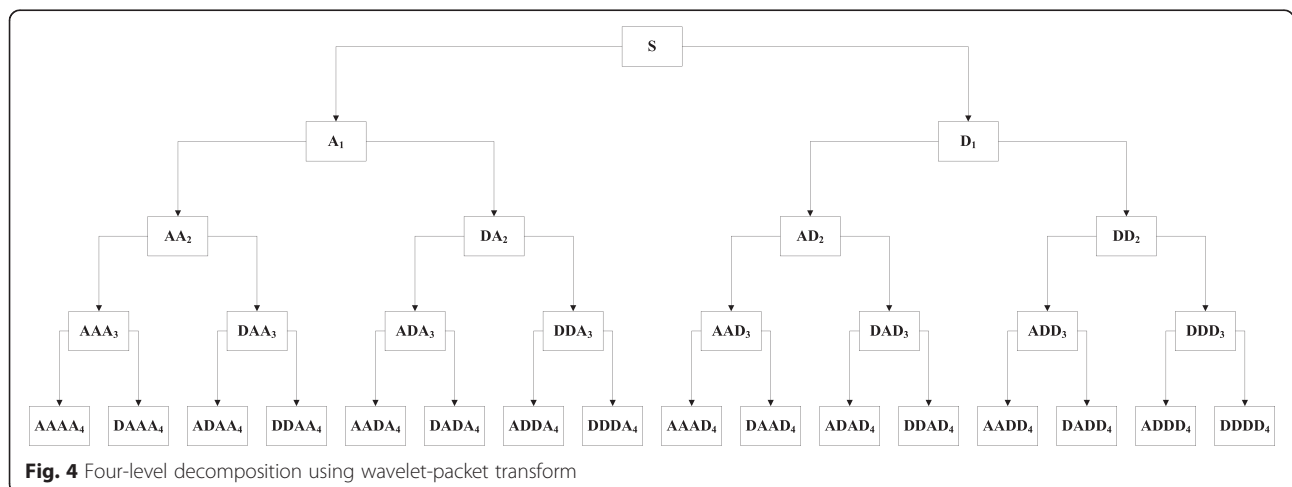 S
A₁ D₁
AA₂ DA₂ AD₂ DD₂
AAA₃ DAA₃ ADA₃ DDA₃ AAD₃ DAD₃ ADD₃ DDD₃
AAAA₄ DAAA₄ ADAA₄ DDAA₄ AADA₄ DADA₄ ADDA₄ DDDA₄ AAAD₄ DAAD₄ ADAD₄ DDAD₄ AADD₄ DADD₄ ADDD₄ DDDD₄
Fig. 4 Four-level decomposition using wavelet-packet transform